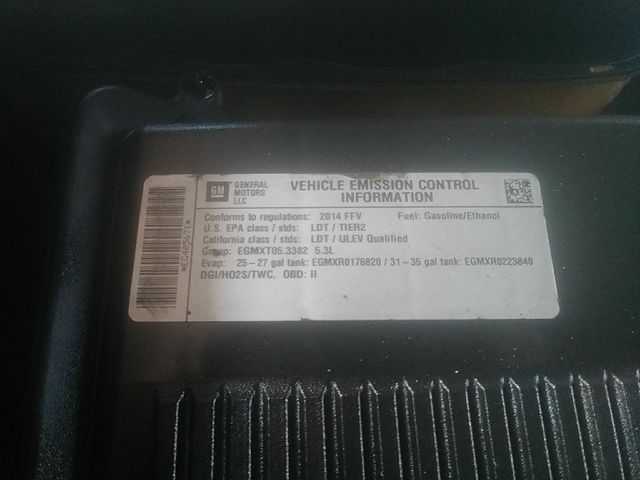 GM
GENERAL
MOTORS
LLC
VEHICLE EMISSION CONTROL
INFORMATION
Conforms to regulations: 2014 FFV Fuel: Gasoline/Ethanol
U.S. EPA class / stds: LDT / TIER2
California class / stds: LDT / ULEV Qualified
Group: EGMXT05.3382 5.3L
Evap: 25-27 gal tank: EGMXR0176820 / 31-35 gal tank: EGMXR0223840
DGI/HO2S/TWC, OBD: II